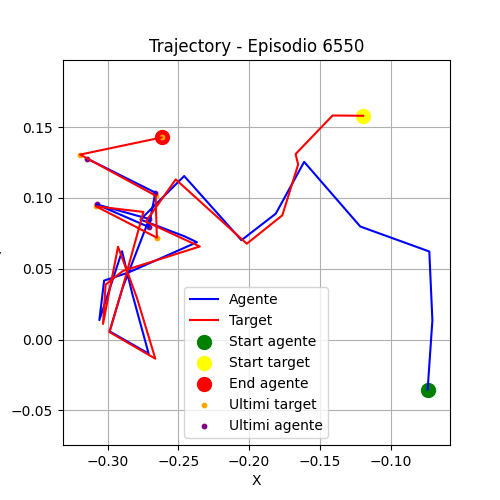 Trajectory - Episodio 6550
0.15
0.10
0.05
0.00
−0.05
−0.30
−0.25
−0.20
−0.15
−0.10
X
Agente
Target
Start agente
Start target
End agente
Ultimi target
Ultimi agente